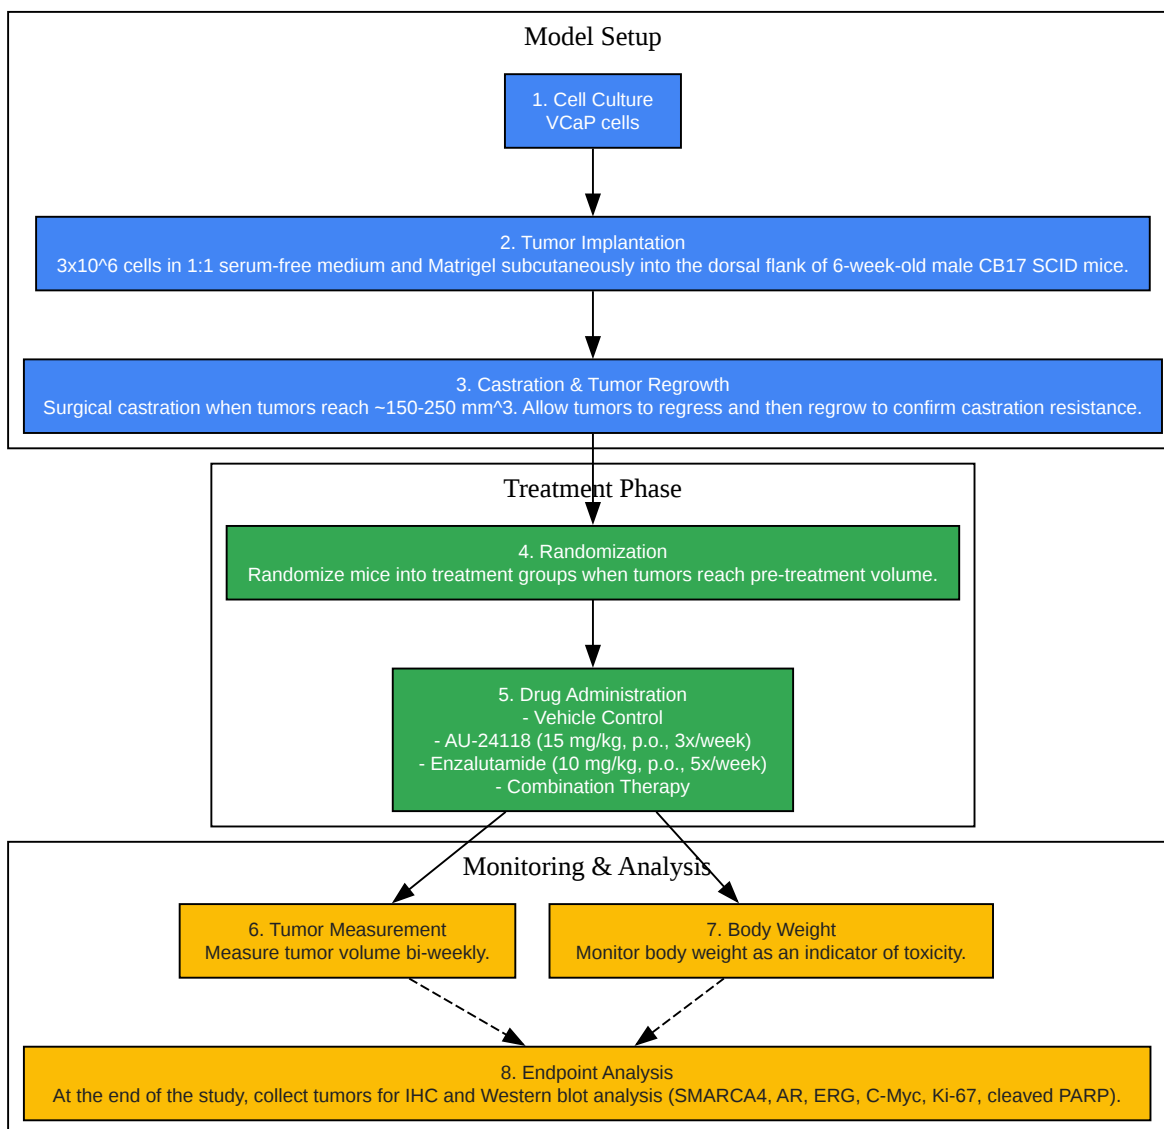 Model Setup
1. Cell Culture
VCaP cells
2. Tumor Implantation
3x10^6 cells in 1:1 serum-free medium and Matrigel subcutaneously into the dorsal flank of 6-week-old male CB17 SCID mice.
3. Castration & Tumor Regrowth
Surgical castration when tumors reach ~150-250 mm^3. Allow tumors to regress and then regrow to confirm castration resistance.
Treatment Phase
4. Randomization
Randomize mice into treatment groups when tumors reach pre-treatment volume.
5. Drug Administration
- Vehicle Control
- AU-24118 (15 mg/kg, p.o., 3x/week)
- Enzalutamide (10 mg/kg, p.o., 5x/week)
- Combination Therapy
Monitoring & Analysis
6. Tumor Measurement
Measure tumor volume bi-weekly.
7. Body Weight
Monitor body weight as an indicator of toxicity.
8. Endpoint Analysis
At the end of the study, collect tumors for IHC and Western blot analysis (SMARCA4, AR, ERG, C-Myc, Ki-67, cleaved PARP).